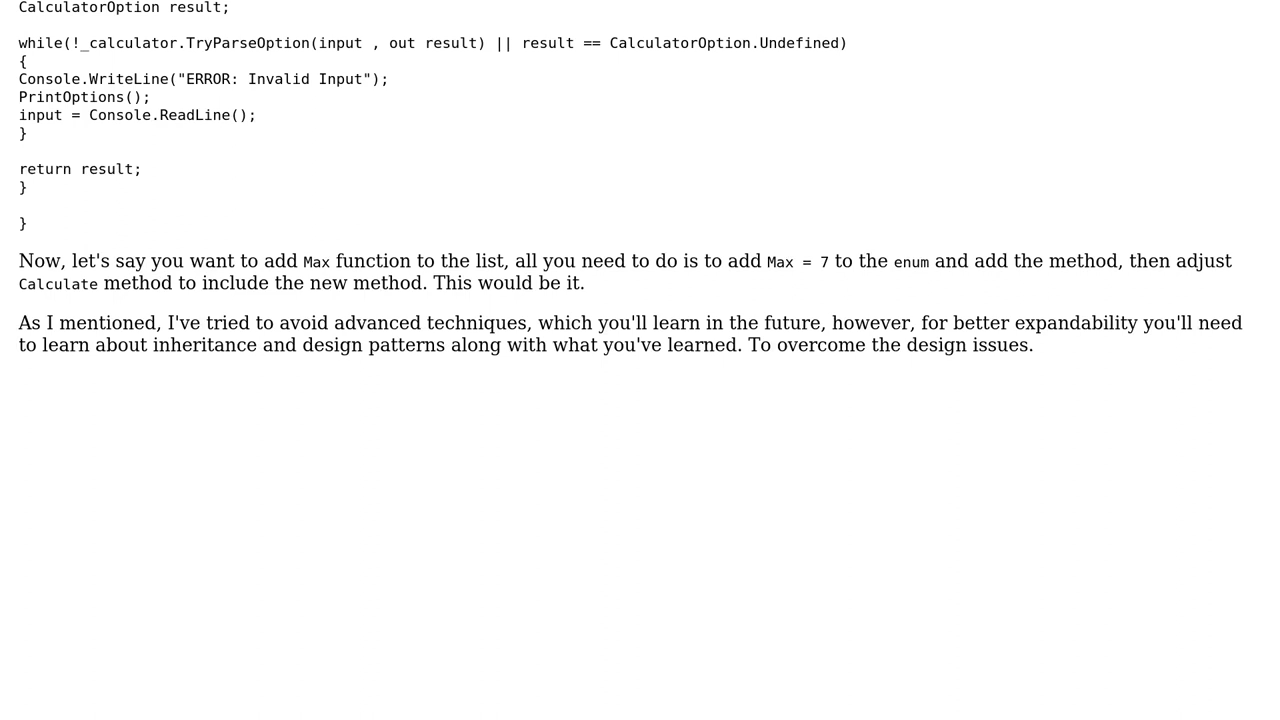 CalculatorOption result;
while(!_calculator.TryParseOption(input , out result) || result == CalculatorOption.Undefined)
{
Console.WriteLine("ERROR: Invalid Input");
PrintOptions();
input = Console.ReadLine();
}
return result;
}
}
Now, let's say you want to add Max function to the list, all you need to do is to add Max = 7 to the enum and add the method, then adjust
Calculate method to include the new method. This would be it.
As I mentioned, I've tried to avoid advanced techniques, which you'll learn in the future, however, for better expandability you'll need
to learn about inheritance and design patterns along with what you've learned. To overcome the design issues.